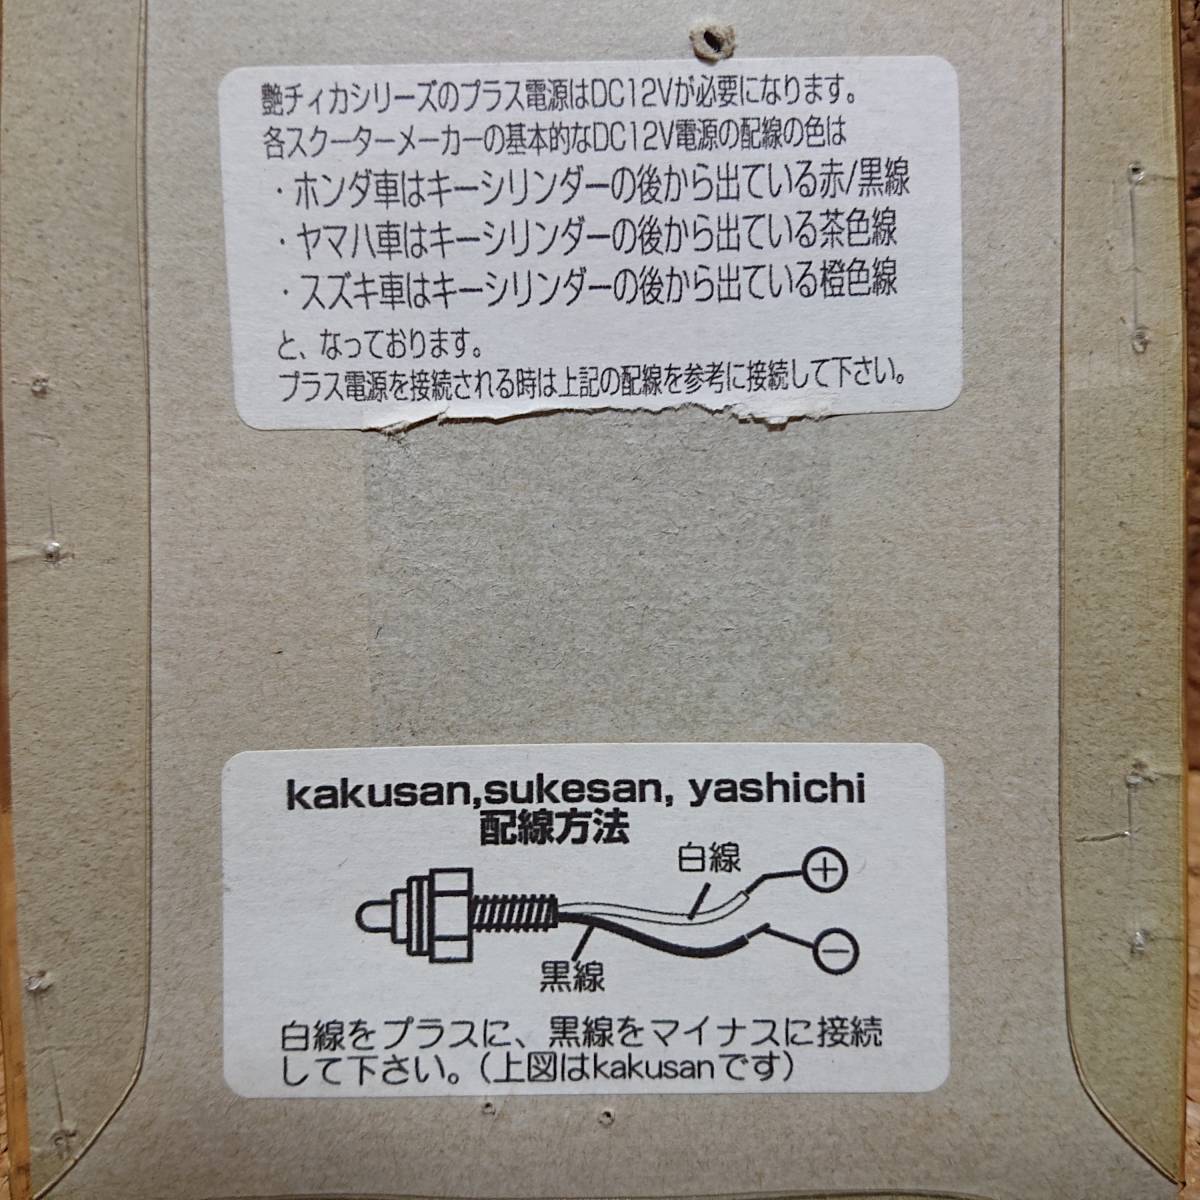 艶チィカシリーズのプラス電源はDC12Vが必要になります。
各スクーターメーカーの基本的なDC12V電源の配線の色は
・ホンダ車はキーシリンダーの後から出ている赤/黒線
・ヤマハ車はキーシリンダーの後から出ている茶色線
・スズキ車はキーシリンダーの後から出ている橙色線
と、なっております。
プラス電源を接続される時は上記の配線を参考に接続して下さい。
kakusan,sukesan, yashichi
配線方法
白線
+
−
黒線
白線をプラスに、黒線をマイナスに接続
して下さい。(上図はkakusanです)